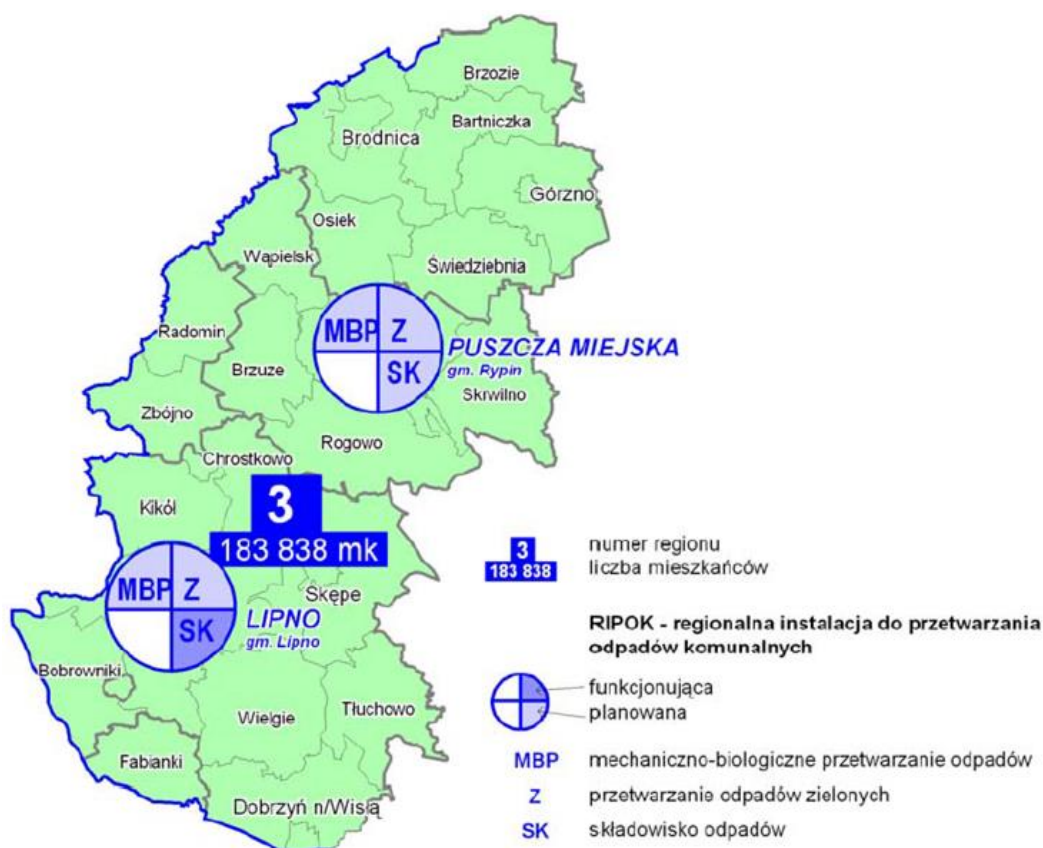 Brzozie
Bartniczka
Brodnica
Górzno
Osiek
Świedziebnia
Wąpielsk
Radomin
MBP Z
SK
PUSZCZA MIEJSKA
gm. Rypin
Brzuze
Skrwilno
Zbójno
Rogowo
Chrostkowo
Kikół
3
183 838 mk
MBP Z
SK
LIPNO
gm. Lipno
Skępe
Bobrowniki
Wielgie
Tłuchowo
Fabianki
Dobrzyń n/Wisłą
3
183 838
numer regionu
liczba mieszkańców
RIPOK - regionalna instalacja do przetwarzania
odpadów komunalnych
funkcjonująca
planowana
MBP mechaniczno-biologiczne przetwarzanie odpadów
Z przetwarzanie odpadów zielonych
SK składowisko odpadów